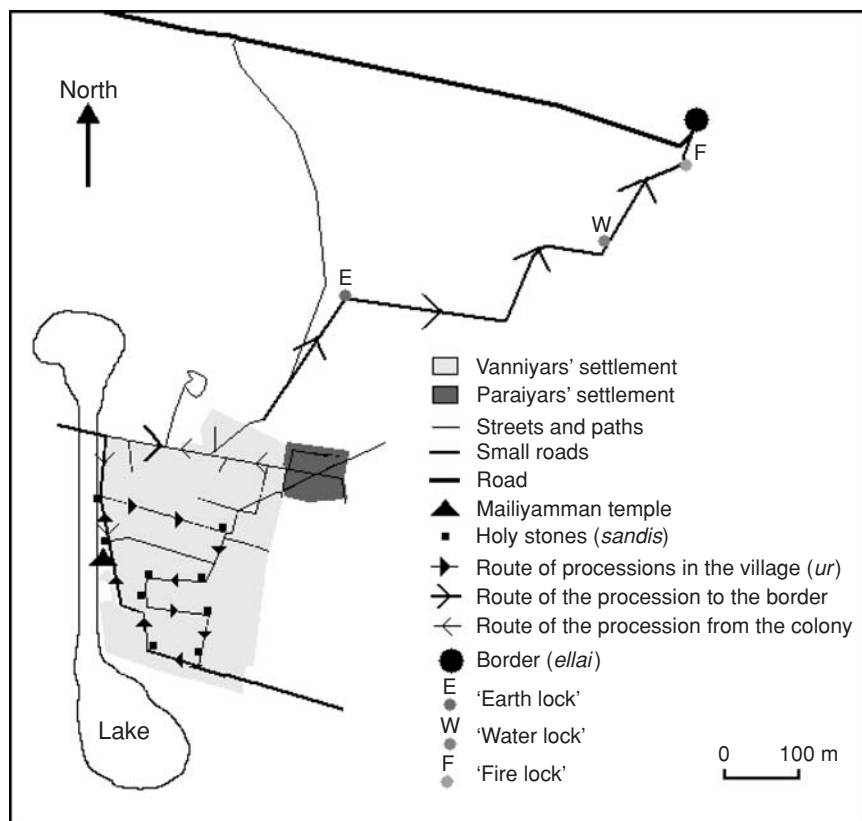 North
F
W
E
Vanniyars' settlement
Paraiyars' settlement
Streets and paths
Small roads
Road
Mailiyamman temple
Holy stones (sandis)
Route of processions in the village (ur)
Route of the procession to the border
Route of the procession from the colony
Border (ellai)
E
'Earth lock'
W
'Water lock'
F
'Fire lock'
Lake
0 100 m